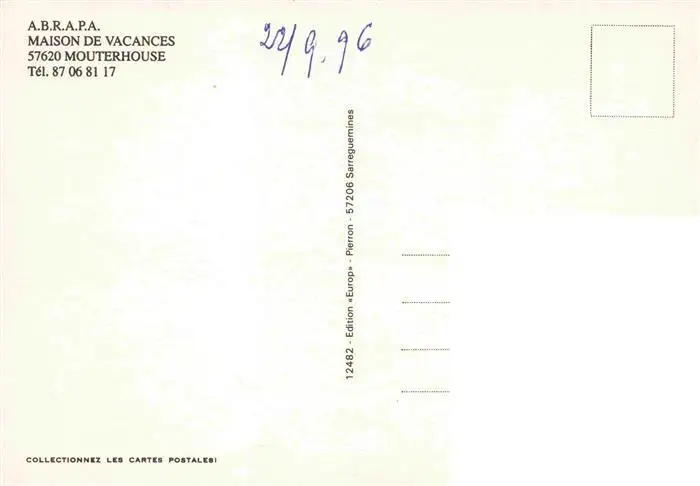 A.B.R.A.P.A.
MAISON DE VACANCES
57620 MOUTERHOUSE
Tél. 87 06 81 17
22/9.96
12482 - Edition «Europ» - Pierron - 57206 Sarreguemines
COLLECTIONNEZ LES CARTES POSTALES!